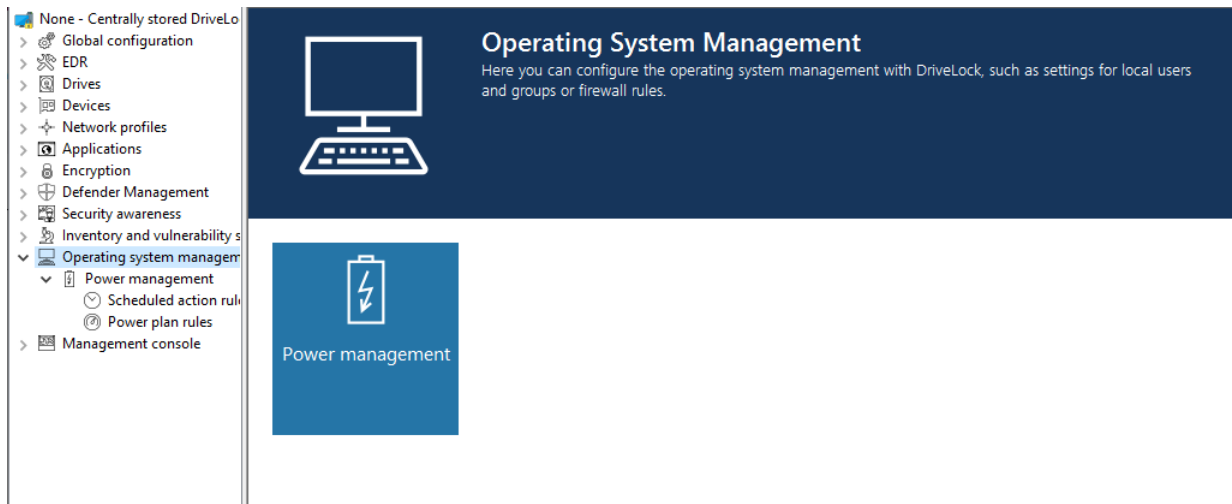 None - Centrally stored DriveLo
Global configuration
EDR
Drives
Devices
Network profiles
Applications
Encryption
Defender Management
Security awareness
Inventory and vulnerability s
Operating system managem
Power management
Scheduled action rul
Power plan rules
Management console
Operating System Management
Here you can configure the operating system management with DriveLock, such as settings for local users
and groups or firewall rules.
Power management